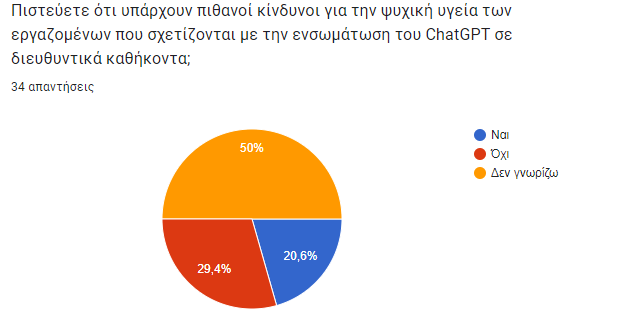 Πιστεύετε ότι υπάρχουν πιθανοί κίνδυνοι για την ψυχική υγεία των
εργαζομένων που σχετίζονται με την ενσωμάτωση του ChatGPT σε
διευθυντικά καθήκοντα;
34 απαντήσεις
Ναι
Όχι
Δεν γνωρίζω
50%
20,6%
29,4%